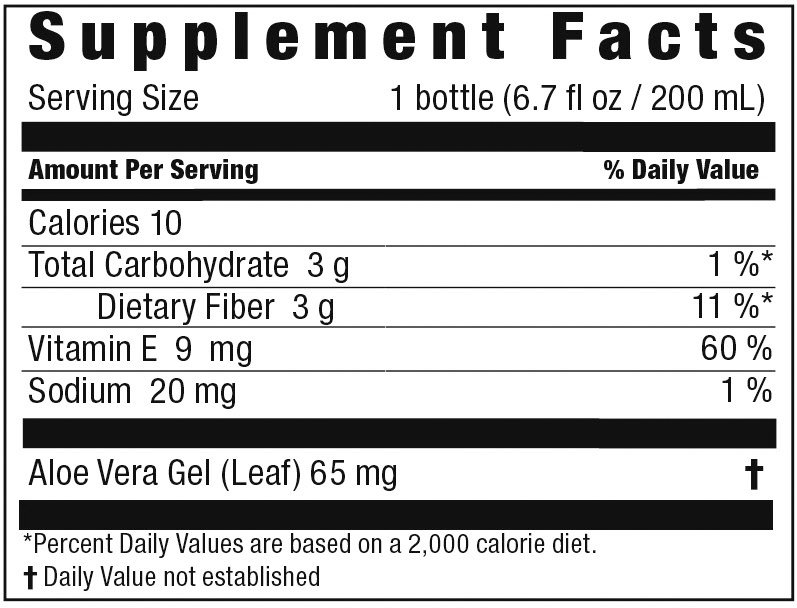 Supplement Facts
Serving Size 1 bottle (6.7 fl oz / 200 mL)
Amount Per Serving % Daily Value
Calories 10
Total Carbohydrate 3 g 1 %*
Dietary Fiber 3 g 11 %*
Vitamin E 9 mg 60 %
Sodium 20 mg 1 %
Aloe Vera Gel (Leaf) 65 mg †
*Percent Daily Values are based on a 2,000 calorie diet.
† Daily Value not established